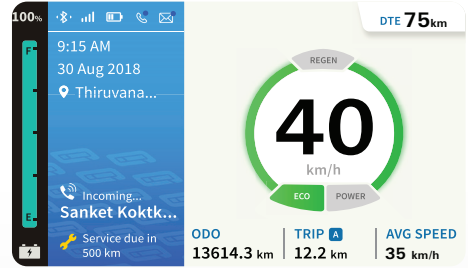 100%
F
E
9:15 AM
30 Aug 2018
Thiruvana...
Incoming...
Sanket Koktk...
Service due in
500 km
DTE 75km
REGEN
40
km/h
ECO
POWER
ODO
13614.3 km
TRIP A
12.2 km
AVG SPEED
35 km/h